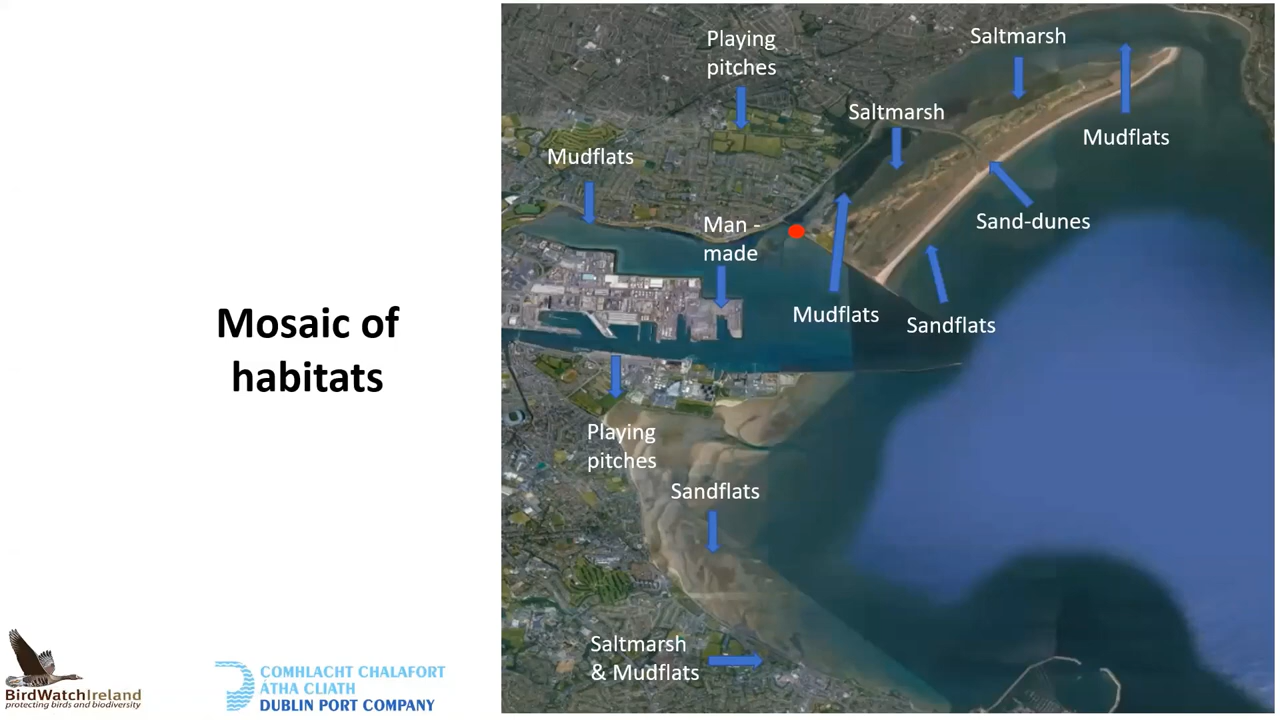 Mosaic of
habitats
Playing
pitches
Saltmarsh
Saltmarsh
Mudflats
Mudflats
Man -
made
Sand-dunes
Mudflats
Sandflats
Playing
pitches
Sandflats
Saltmarsh
& Mudflats
BirdWatchIreland
protecting birds and biodiversity
COMHLACHT CHALAFORT
ÁTHA CLIATH
DUBLIN PORT COMPANY